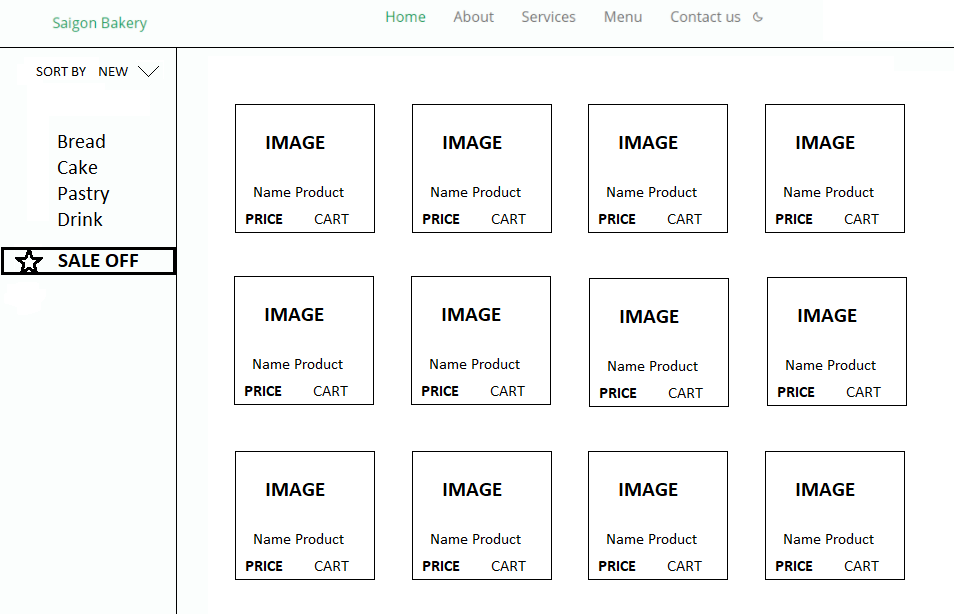 Saigon Bakery Home About Services Menu Contact us
SORT BY NEW
Bread
Cake
Pastry
Drink
SALE OFF
IMAGE IMAGE IMAGE IMAGE
Name Product Name Product Name Product Name Product
PRICE CART PRICE CART PRICE CART PRICE CART
IMAGE IMAGE IMAGE IMAGE
Name Product Name Product Name Product Name Product
PRICE CART PRICE CART PRICE CART PRICE CART
IMAGE IMAGE IMAGE IMAGE
Name Product Name Product Name Product Name Product
PRICE CART PRICE CART PRICE CART PRICE CART